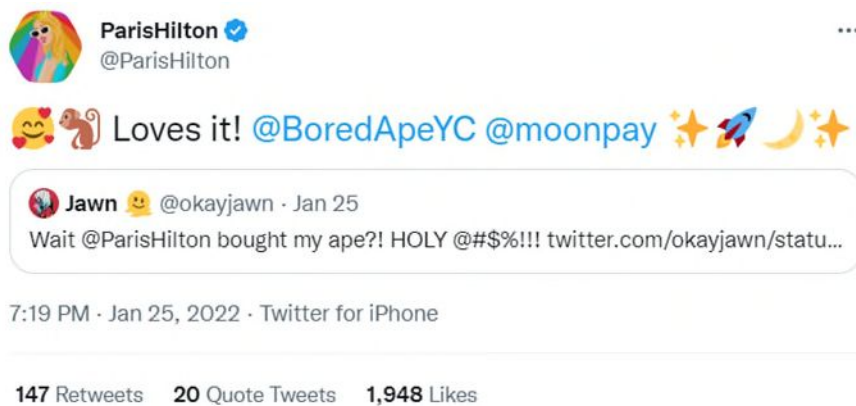 ParisHilton
@ParisHilton
🥰🐒 Loves it! @BoredApeYC @moonpay ✨🚀🌙✨
Jawn 🫠 @okayjawn · Jan 25
Wait @ParisHilton bought my ape?! HOLY @#$%!!! twitter.com/okayjawn/statu...
7:19 PM · Jan 25, 2022 · Twitter for iPhone
147 Retweets 20 Quote Tweets 1,948 Likes